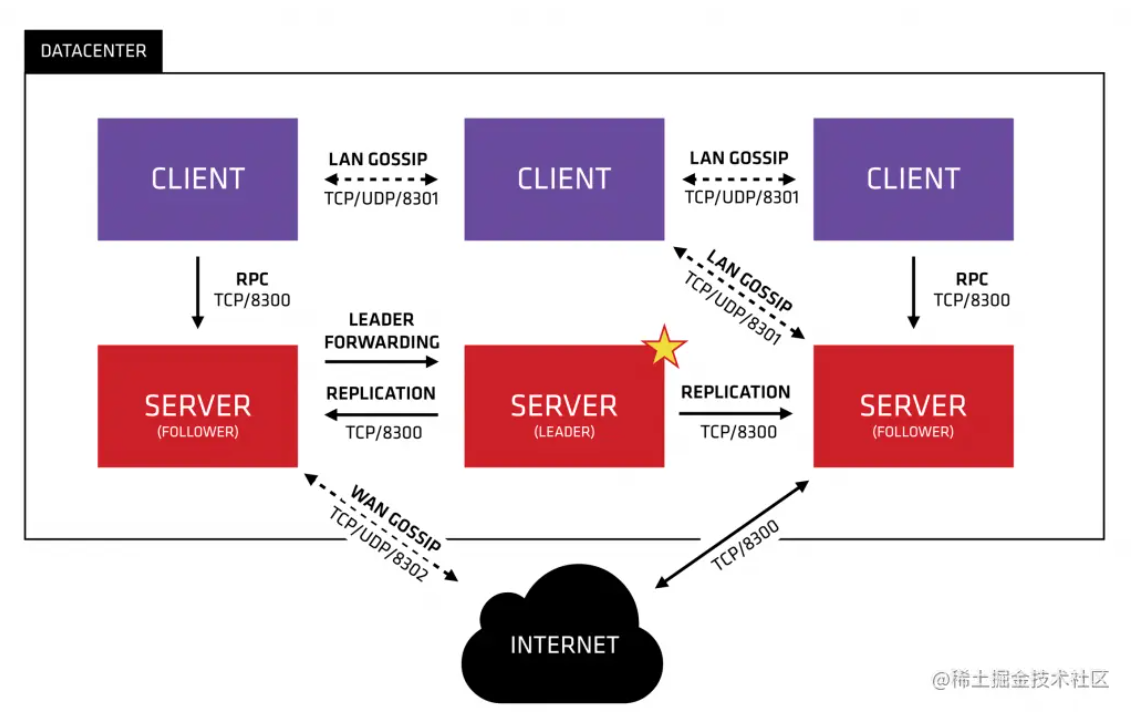 DATACENTER
CLIENT
LAN GOSSIP
TCP/UDP/8301
CLIENT
LAN GOSSIP
TCP/UDP/8301
CLIENT
RPC
TCP/8300
LAN GOSSIP
TCP/UDP/8301
RPC
TCP/8300
LEADER
FORWARDING
SERVER
(FOLLOWER)
REPLICATION
TCP/8300
SERVER
(LEADER)
REPLICATION
TCP/8300
SERVER
(FOLLOWER)
WAN GOSSIP
TCP/UDP/8302
TCP/8300
INTERNET
@稀土掘金技术社区